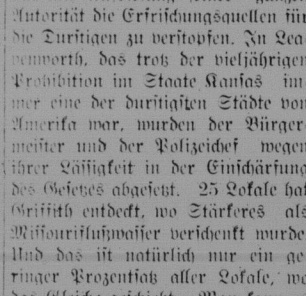 Autorität die Erfrischungsquellen für
die Durstigen zu verstopfen. In Lea-
venworth, das trotz der vieljährigen
Prohibition im Staate Kansas im-
mer eine der durstigsten Städte von
Amerika war, wurden der Bürger-
meister und der Polizeichef wegen
ihrer Lässigkeit in der Einschärfung
des Gesetzes abgesetzt. 25 Lokale hat
Griffith entdeckt, wo Stärkeres als
Missouriflußwasser verschenkt wurde
Und das ist natürlich nur ein ge-
ringer Prozentsatz aller Lokale, wo